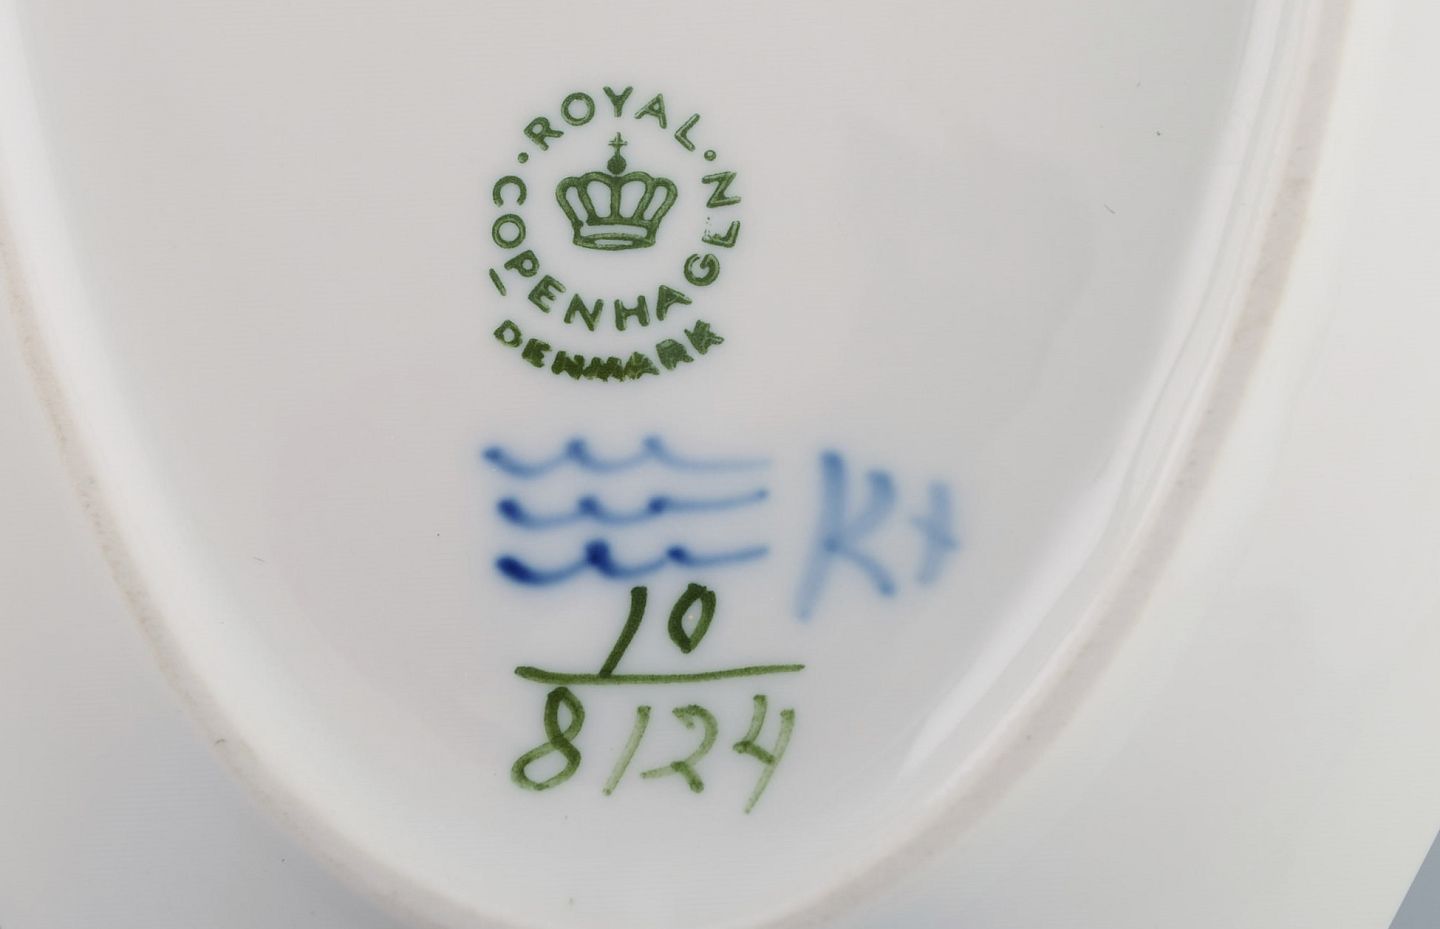 · ROYAL ·
COPENHAGEN
DENMARK
K+
10
8124